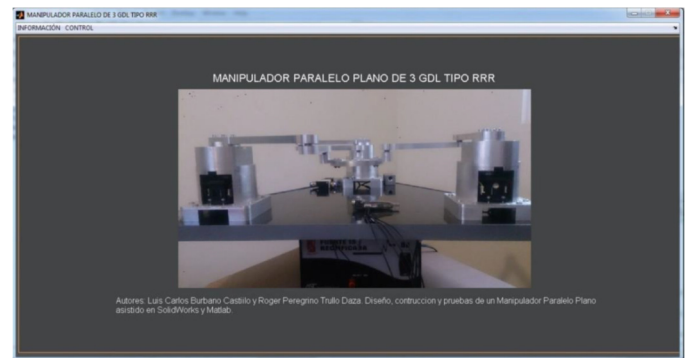 MANIPULADOR PARALELO DE 3 GDL TIPO RRR
INFORMACIÓN CONTROL
MANIPULADOR PARALELO PLANO DE 3 GDL TIPO RRR
Autores: Luis Carlos Burbano Castillo y Roger Peregrino Trullo Daza. Diseño, contruccion y pruebas de un Manipulador Paralelo Plano
asistido en SolidWorks y Matlab.